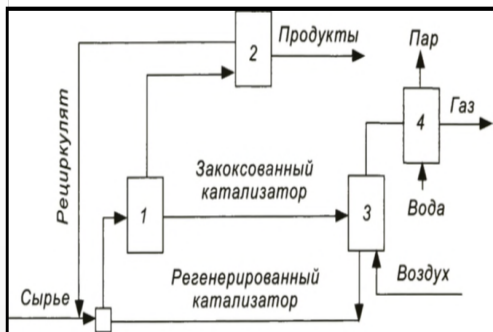 Продукты
2
Пар
4
Газ
Рециркулят
Закоксованный
катализатор
1
3
Вода
Регенерированный
катализатор
Воздух
Сырье